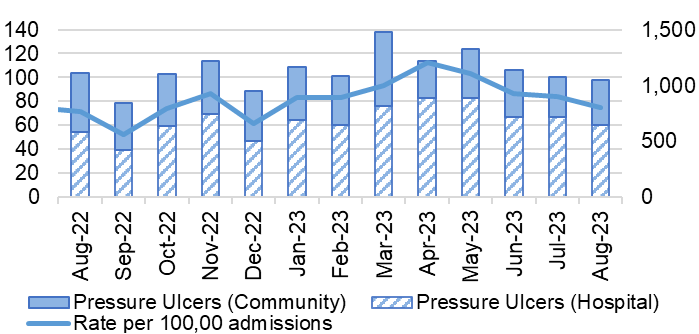 140 1,500
120
100 1,000
80
60 500
40
20
0 0
Aug-22 Sep-22 Oct-22 Nov-22 Dec-22 Jan-23 Feb-23 Mar-23 Apr-23 May-23 Jun-23 Jul-23 Aug-23
Pressure Ulcers (Community) Pressure Ulcers (Hospital)
Rate per 100,00 admissions